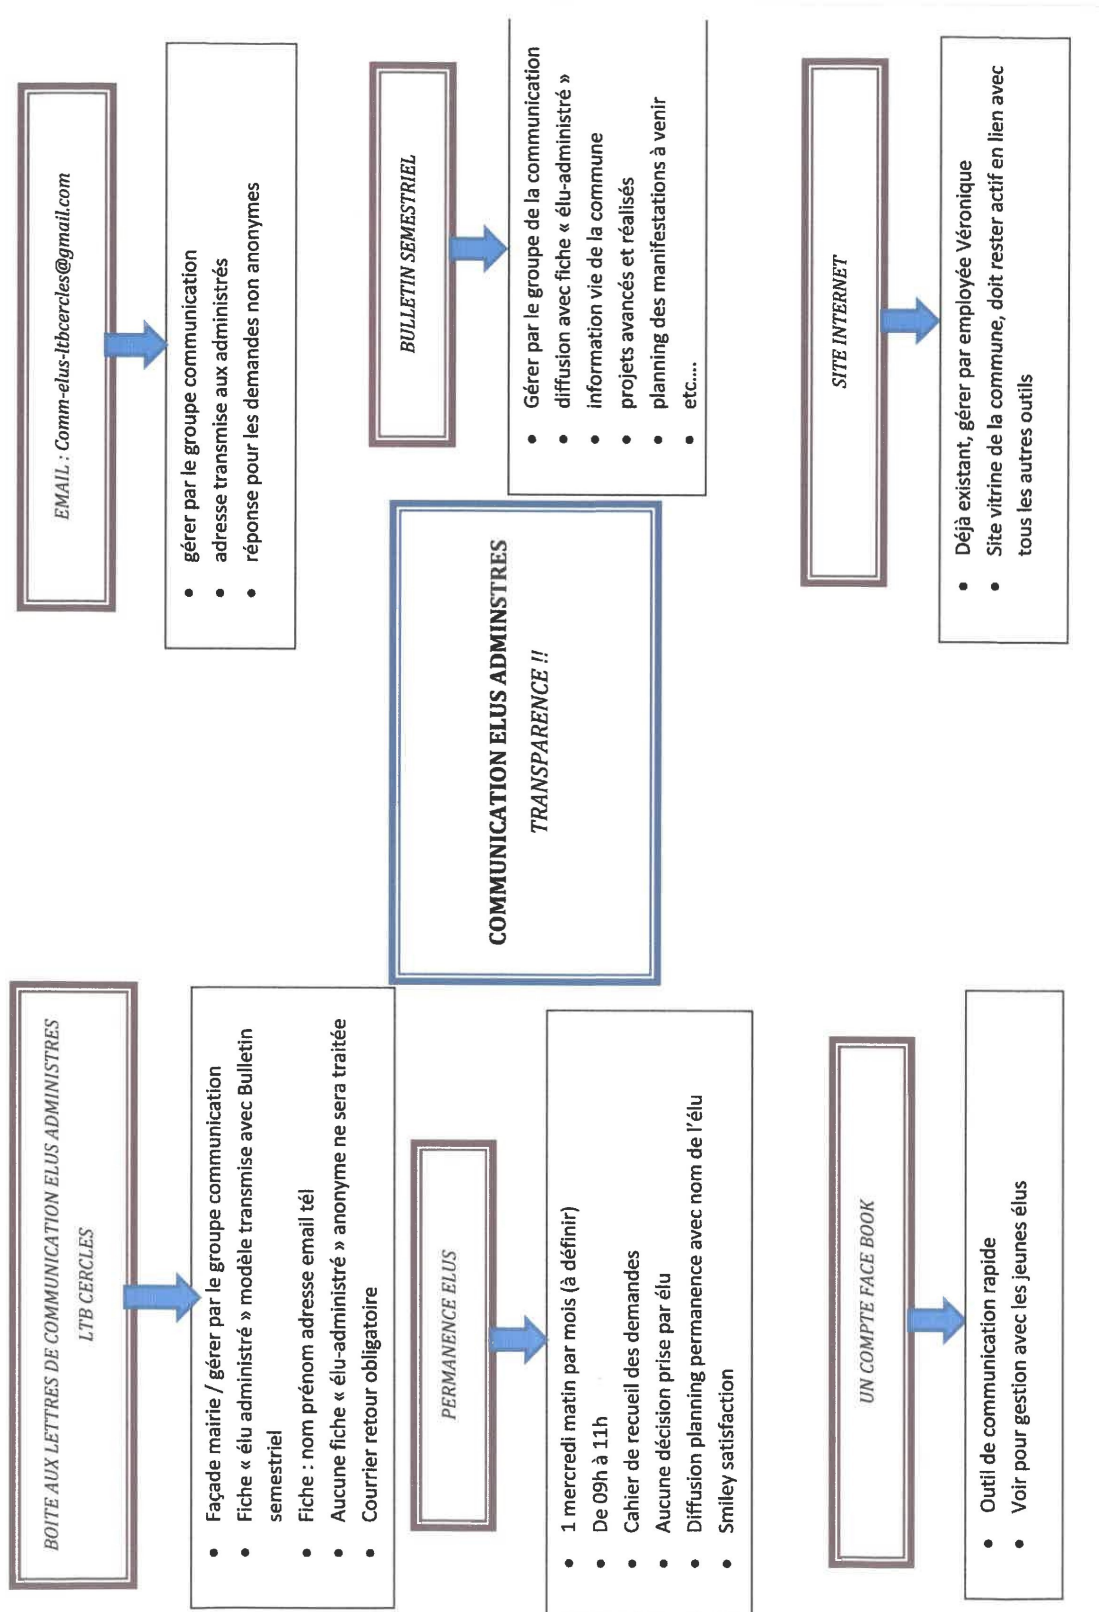 BOITE AUX LETTRES DE COMMUNICATION ELUS ADMINISTRES
LTB CERCLES
• Façade mairie / gérer par le groupe communication
• Fiche « élu administré » modèle transmise avec Bulletin
semestriel
• Fiche : nom prénom adresse email tél
• Aucune fiche « élu-administré » anonyme ne sera traitée
• Courrier retour obligatoire
EMAIL : Comm-elus-ltbcercles@gmail.com
• gérer par le groupe communication
• adresse transmise aux administrés
• réponse pour les demandes non anonymes
PERMANENCE ELUS
• 1 mercredi matin par mois (à définir)
• De 09h à 11h
• Cahier de recueil des demandes
• Aucune décision prise par élu
• Diffusion planning permanence avec nom de l'élu
• Smiley satisfaction
COMMUNICATION ELUS ADMINSTRES
TRANSPARENCE !!
BULLETIN SEMESTRIEL
• Gérer par le groupe de la communication
• diffusion avec fiche « élu-administré »
• information vie de la commune
• projets avancés et réalisés
• planning des manifestations à venir
• etc....
UN COMPTE FACE BOOK
• Outil de communication rapide
• Voir pour gestion avec les jeunes élus
SITE INTERNET
• Déjà existant, gérer par employée Véronique
• Site vitrine de la commune, doit rester actif en lien avec
tous les autres outils